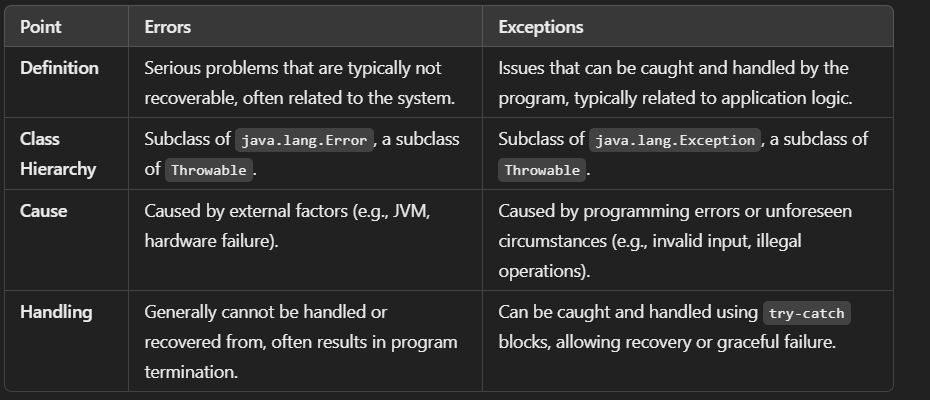 Point Errors Exceptions
Definition Serious problems that are typically not Issues that can be caught and handled by the
recoverable, often related to the system. program, typically related to application logic.
Class Subclass of java.lang.Error, a subclass Subclass of java.lang.Exception, a subclass of
Hierarchy of Throwable. Throwable.
Cause Caused by external factors (e.g., JVM, Caused by programming errors or unforeseen
hardware failure). circumstances (e.g., invalid input, illegal
operations).
Handling Generally cannot be handled or Can be caught and handled using try-catch
recovered from, often results in program blocks, allowing recovery or graceful failure.
termination.